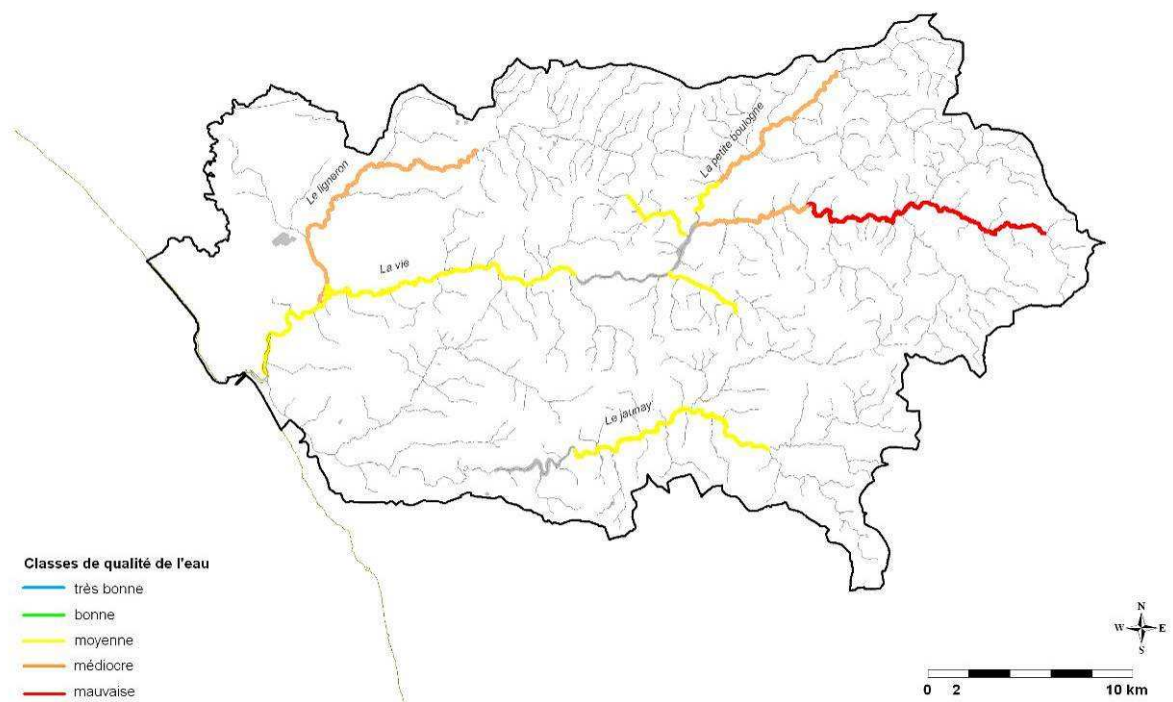 La petite boulogne
Le ligneron
La vie
Le jaunay
Classes de qualité de l'eau
très bonne
bonne
moyenne
médiocre
mauvaise
N
W E
S
0 2 10 km